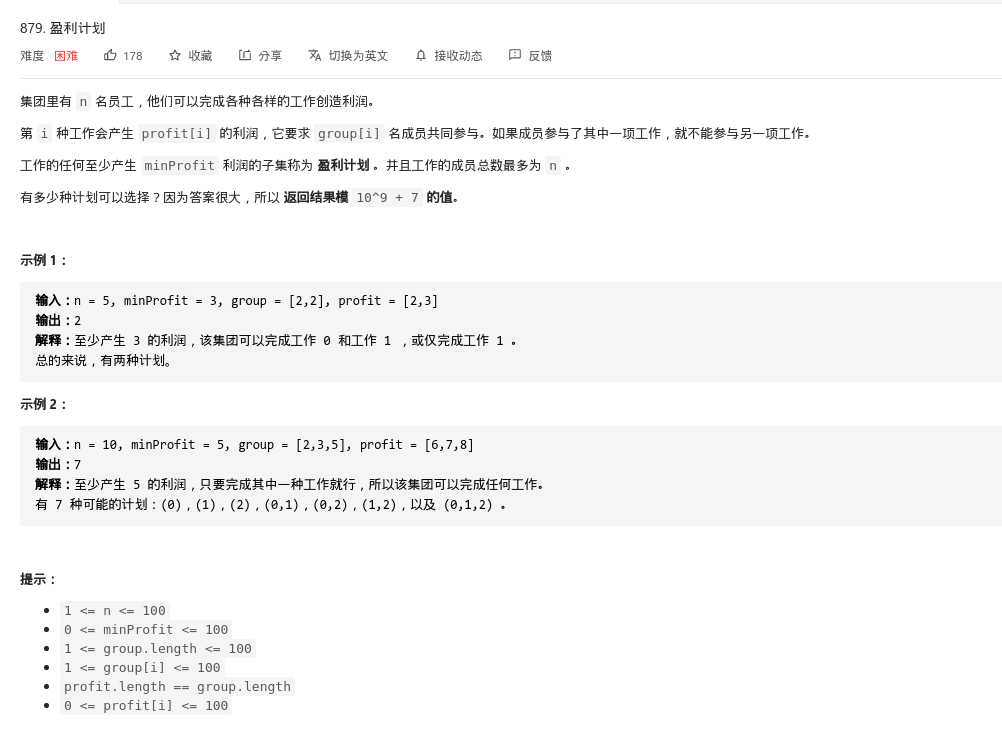 879. 盈利计划
难度 困难 178 收藏 分享 切换为英文 接收动态 反馈
集团里有 n 名员工，他们可以完成各种各样的工作创造利润。
第 i 种工作会产生 profit[i] 的利润，它要求 group[i] 名成员共同参与。如果成员参与了其中一项工作，就不能参与另一项工作。
工作的任何至少产生 minProfit 利润的子集称为 盈利计划 。并且工作的成员总数最多为 n 。
有多少种计划可以选择？因为答案很大，所以 返回结果模 10^9 + 7 的值。
示例 1：
输入：n = 5, minProfit = 3, group = [2,2], profit = [2,3]
输出：2
解释：至少产生 3 的利润，该集团可以完成工作 0 和工作 1 ，或仅完成工作 1 。
总的来说，有两种计划。
示例 2：
输入：n = 10, minProfit = 5, group = [2,3,5], profit = [6,7,8]
输出：7
解释：至少产生 5 的利润，只要完成其中一种工作就行，所以该集团可以完成任何工作。
有 7 种可能的计划：(0)，(1)，(2)，(0,1)，(0,2)，(1,2)，以及 (0,1,2) 。
提示：
1 <= n <= 100
0 <= minProfit <= 100
1 <= group.length <= 100
1 <= group[i] <= 100
profit.length == group.length
0 <= profit[i] <= 100